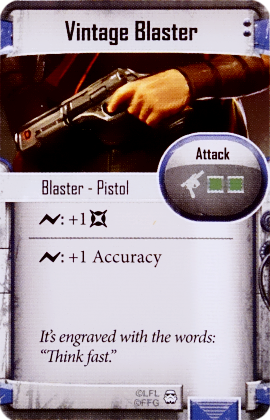 Vintage Blaster
Attack
Blaster - Pistol
: +1
: +1 Accuracy
It's engraved with the words:
“Think fast.”
©LFL
©FFG